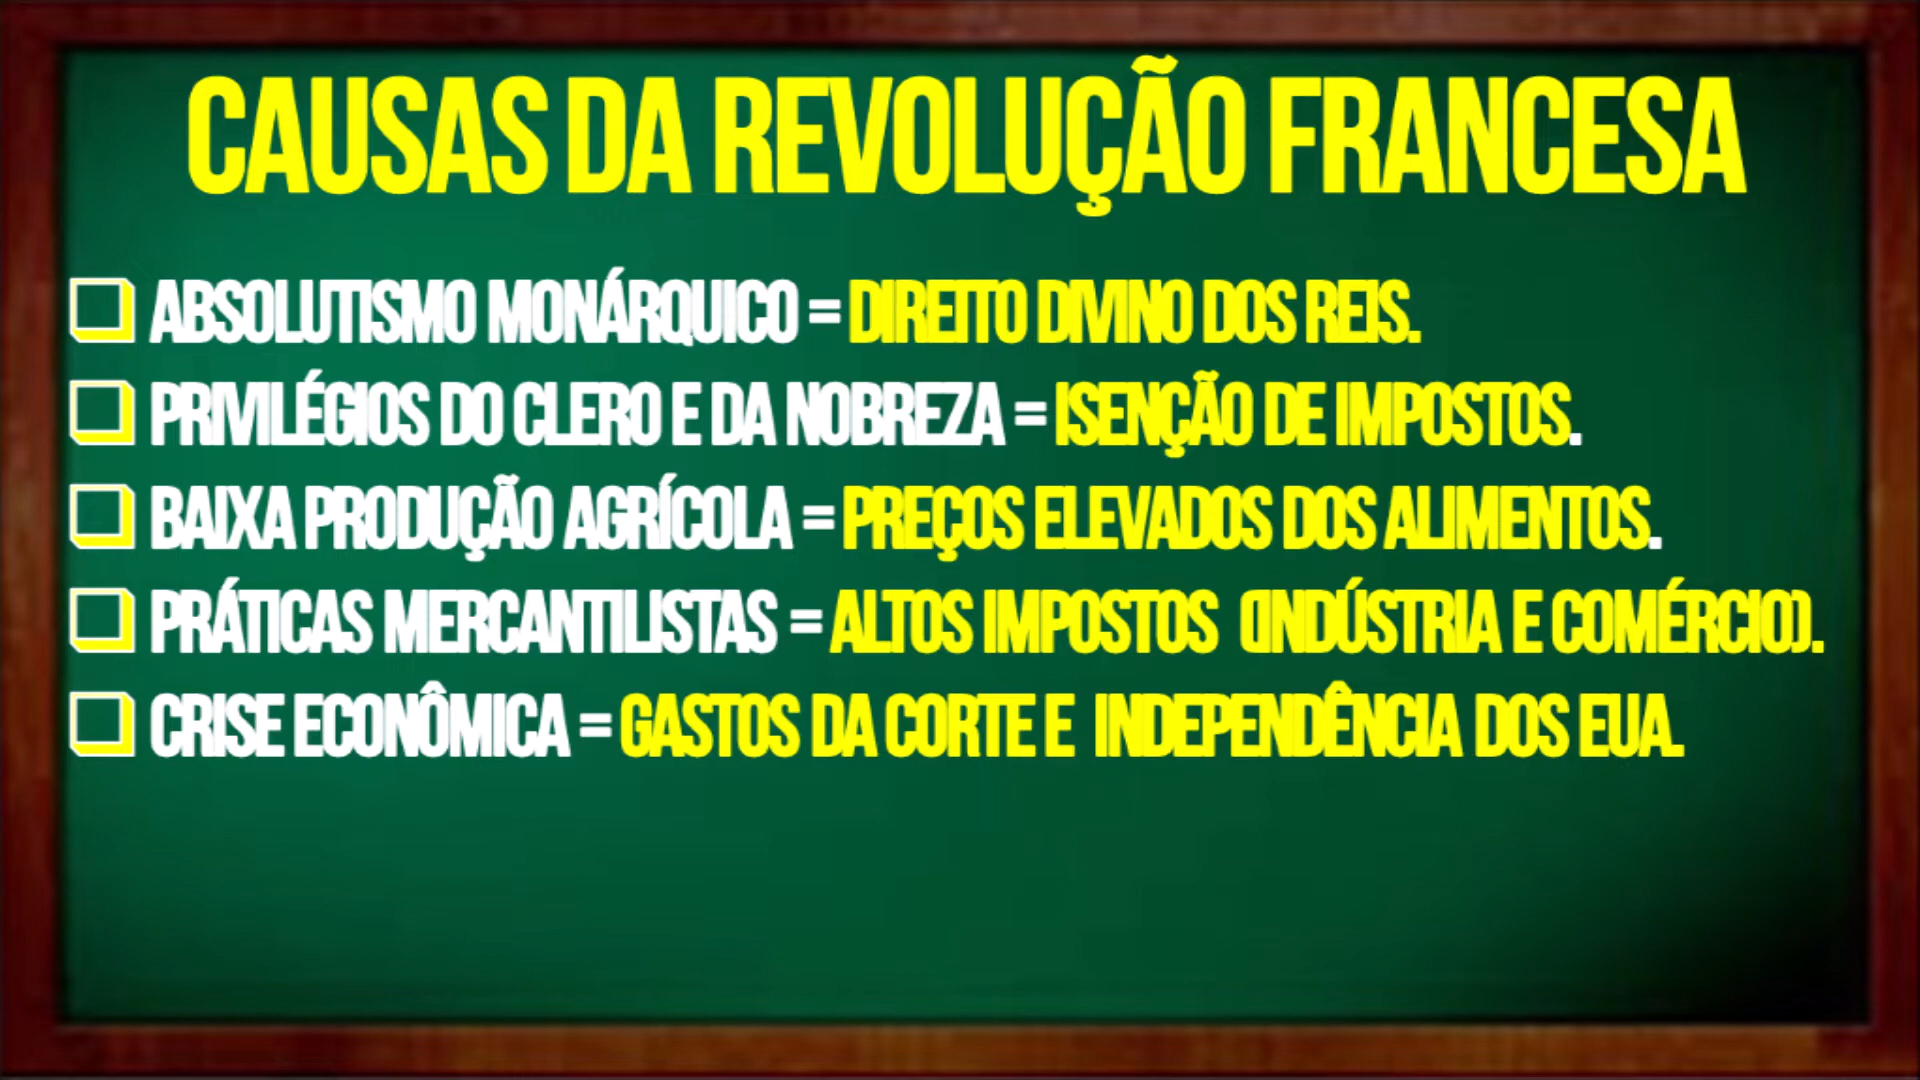 CAUSAS DA REVOLUÇÃO FRANCESA
❑ ABSOLUTISMO MONÁRQUICO = DIREITO DIVINO DOS REIS.
❑ PRIVILÉGIOS DO CLERO E DA NOBREZA = ISENÇÃO DE IMPOSTOS.
❑ BAIXA PRODUÇÃO AGRÍCOLA = PREÇOS ELEVADOS DOS ALIMENTOS.
❑ PRÁTICAS MERCANTILISTAS = ALTOS IMPOSTOS (INDÚSTRIA E COMÉRCIO).
❑ CRISE ECONÔMICA = GASTOS DA CORTE E INDEPENDÊNCIA DOS EUA.